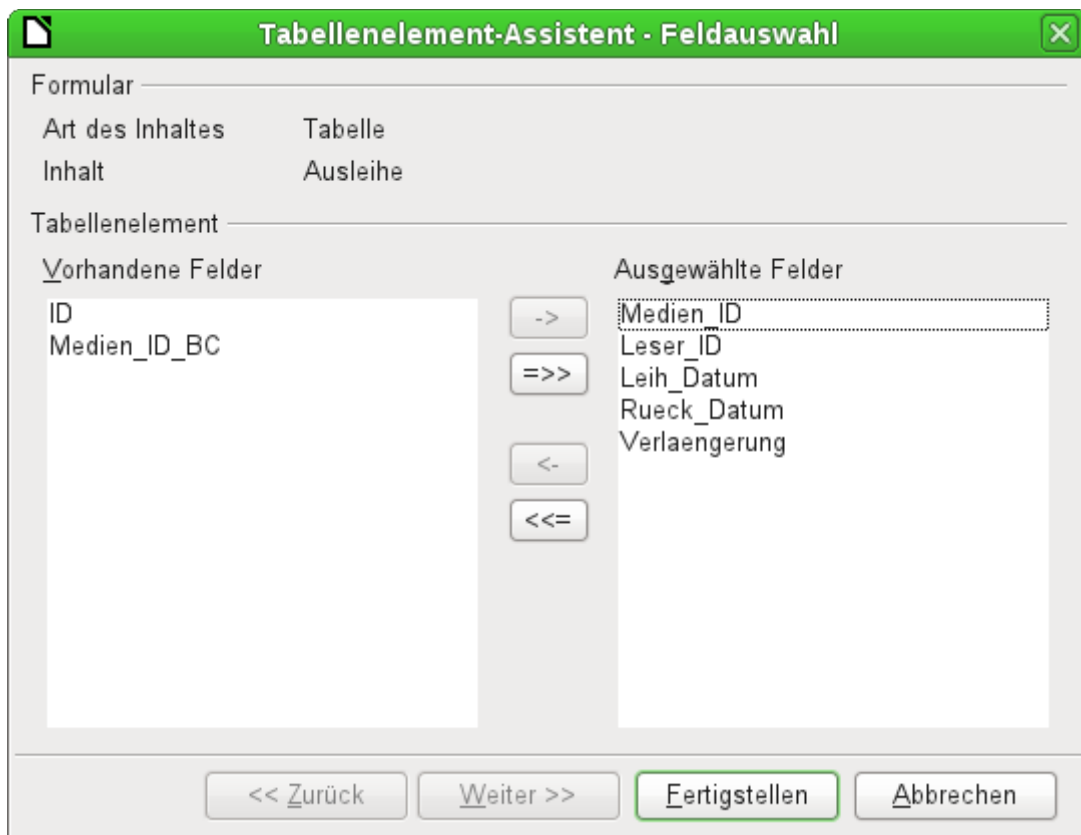 Tabellenelement-Assistent - Feldauswahl
Formular
Art des Inhaltes Tabelle
Inhalt Ausleihe
Tabellenelement
Vorhandene Felder
ID
Medien_ID_BC
->
=>>
<-
<<=
Ausgewählte Felder
Medien_ID
Leser_ID
Leih_Datum
Rueck_Datum
Verlaengerung
<< Zurück
Weiter >>
Fertigstellen
Abbrechen